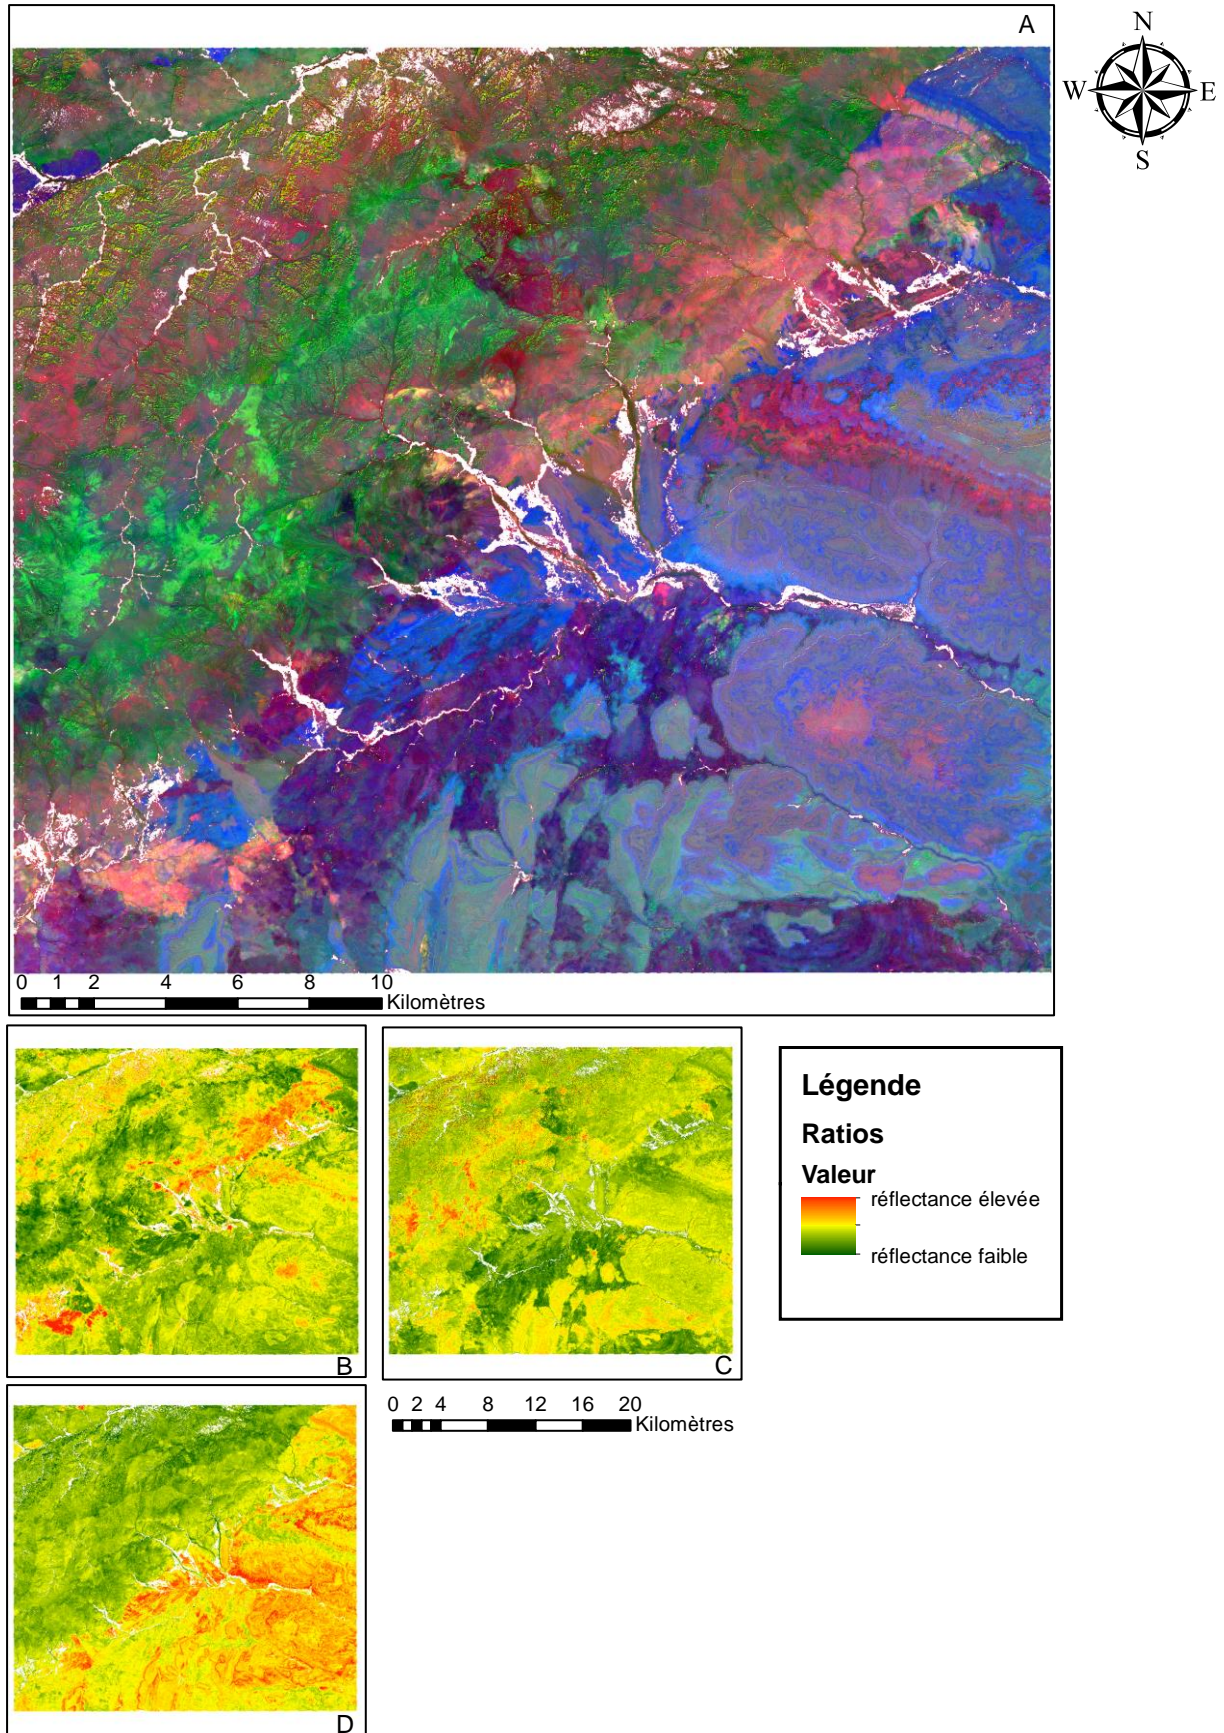 A
N
W
E
S
0 1 2 4 6 8 10
Kilomètres
B
C
Légende
Ratios
Valeur
réflectance élevée
réflectance faible
0 2 4 8 12 16 20
Kilomètres
D